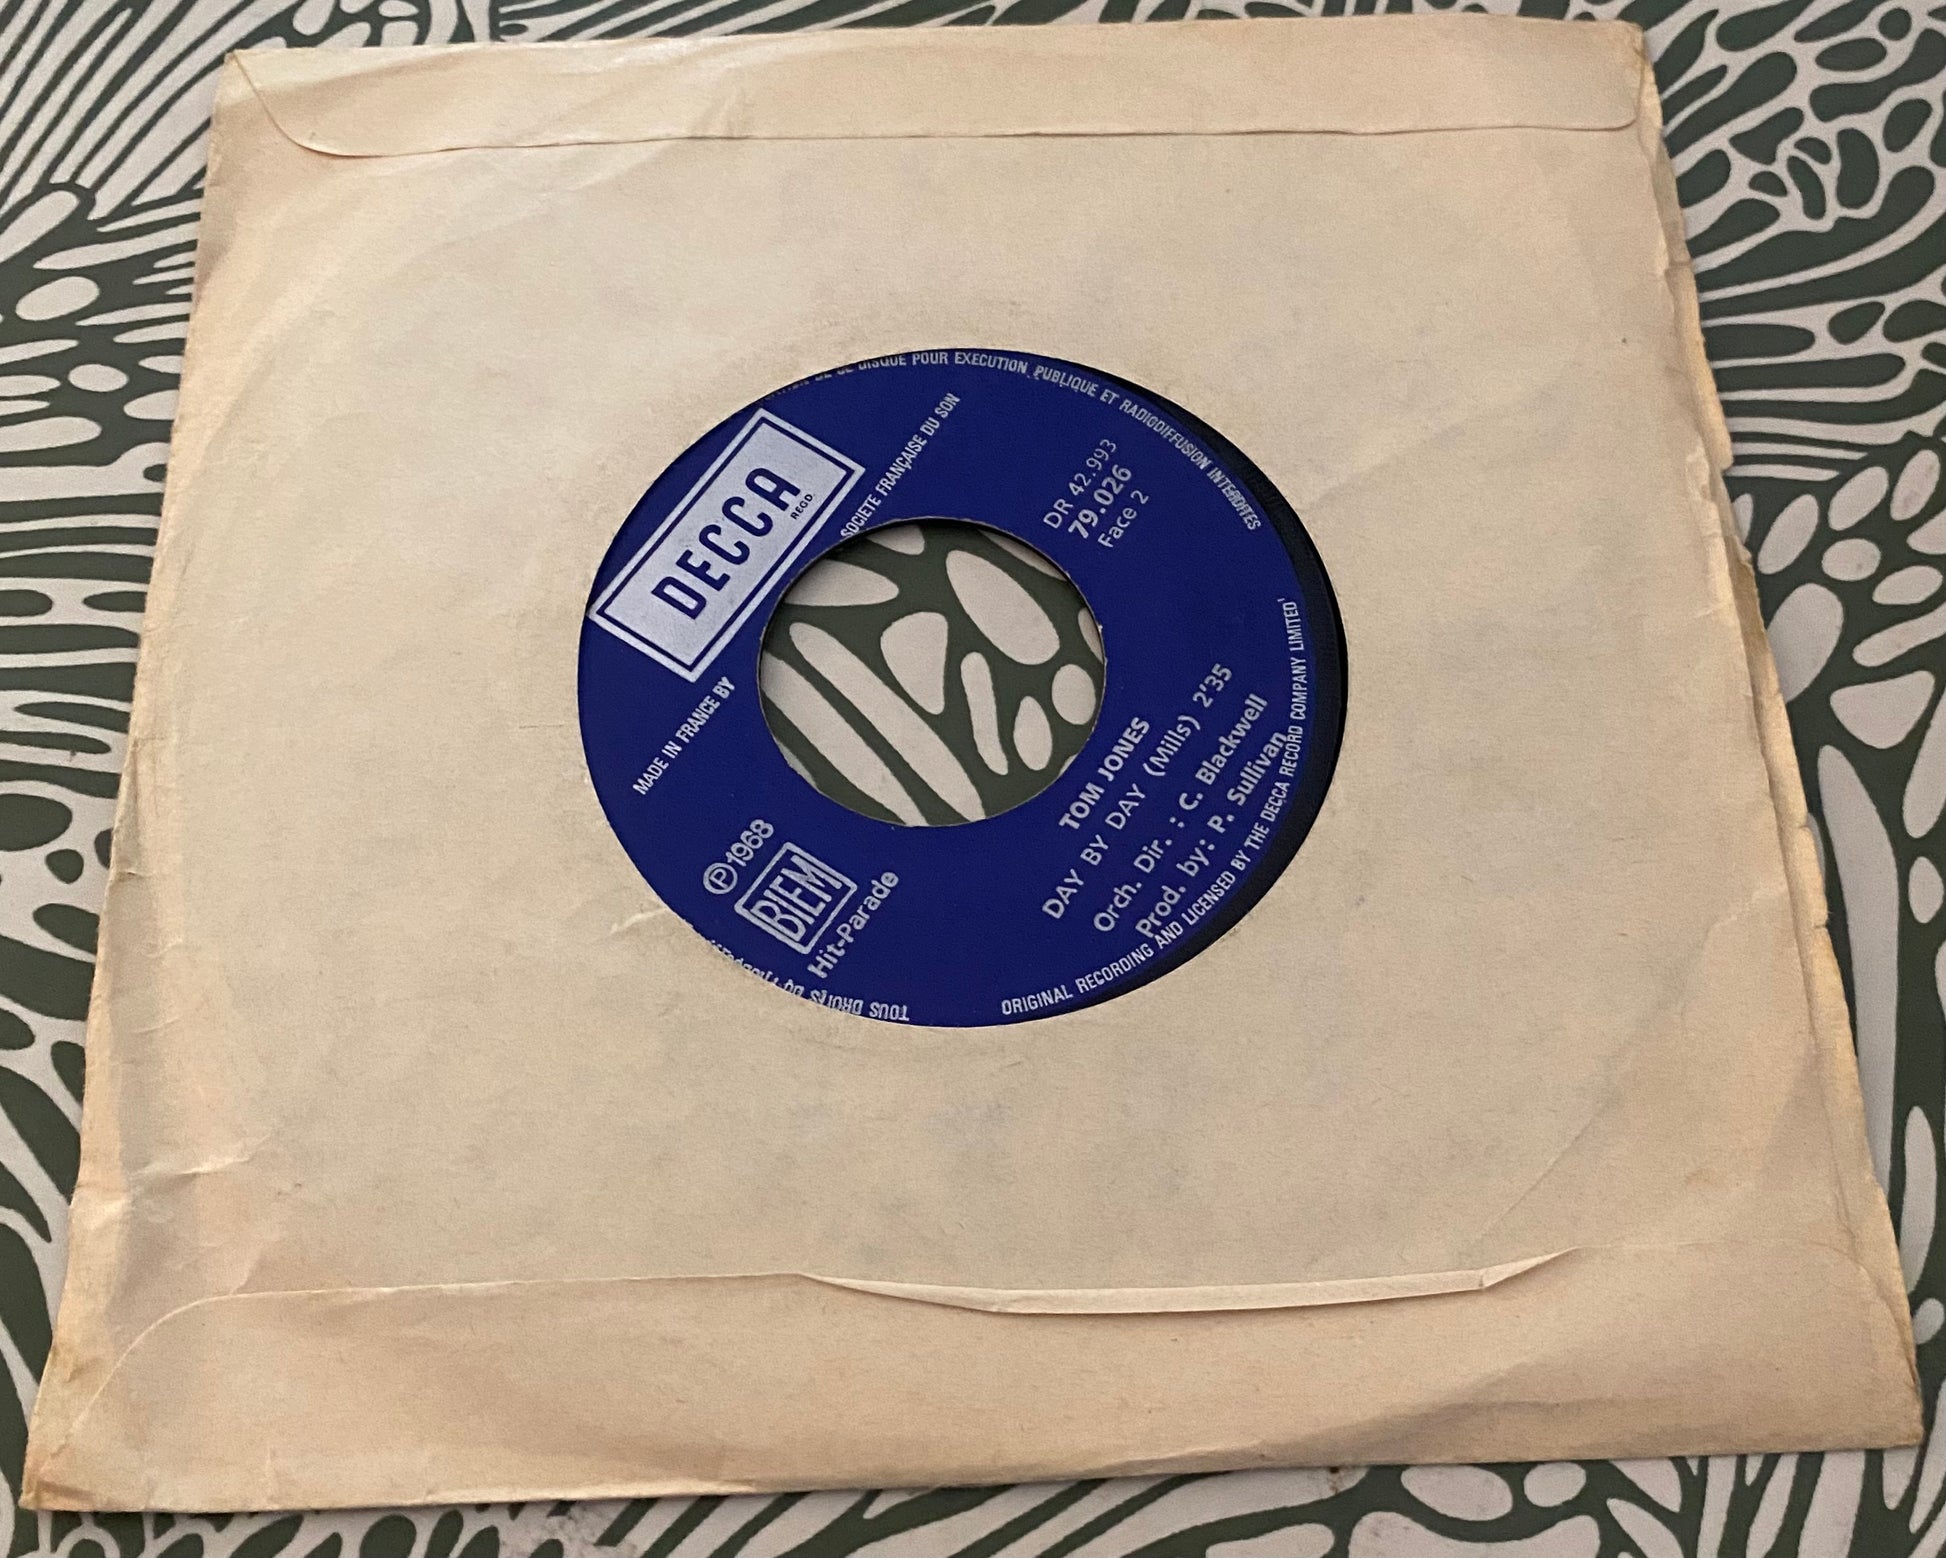 DE CE DISQUE POUR EXECUTION PUBLIQUE ET RADIODIFFUSION INTERDITES
DECCA
REGD.
MADE IN FRANCE BY
SOCIETE FRANÇAISE DU SON
DR 42.993
79.026
Face 2
Ⓟ1968
BIEM
Hit-Parade
TOM JONES
DAY BY DAY (Mills) 2'35
Orch. Dir. : C. Blackwell
Prod. by: P. Sullivan
ORIGINAL RECORDING AND LICENSED BY THE DECCA RECORD COMPANY LIMITED'
TOUS DROITS DU